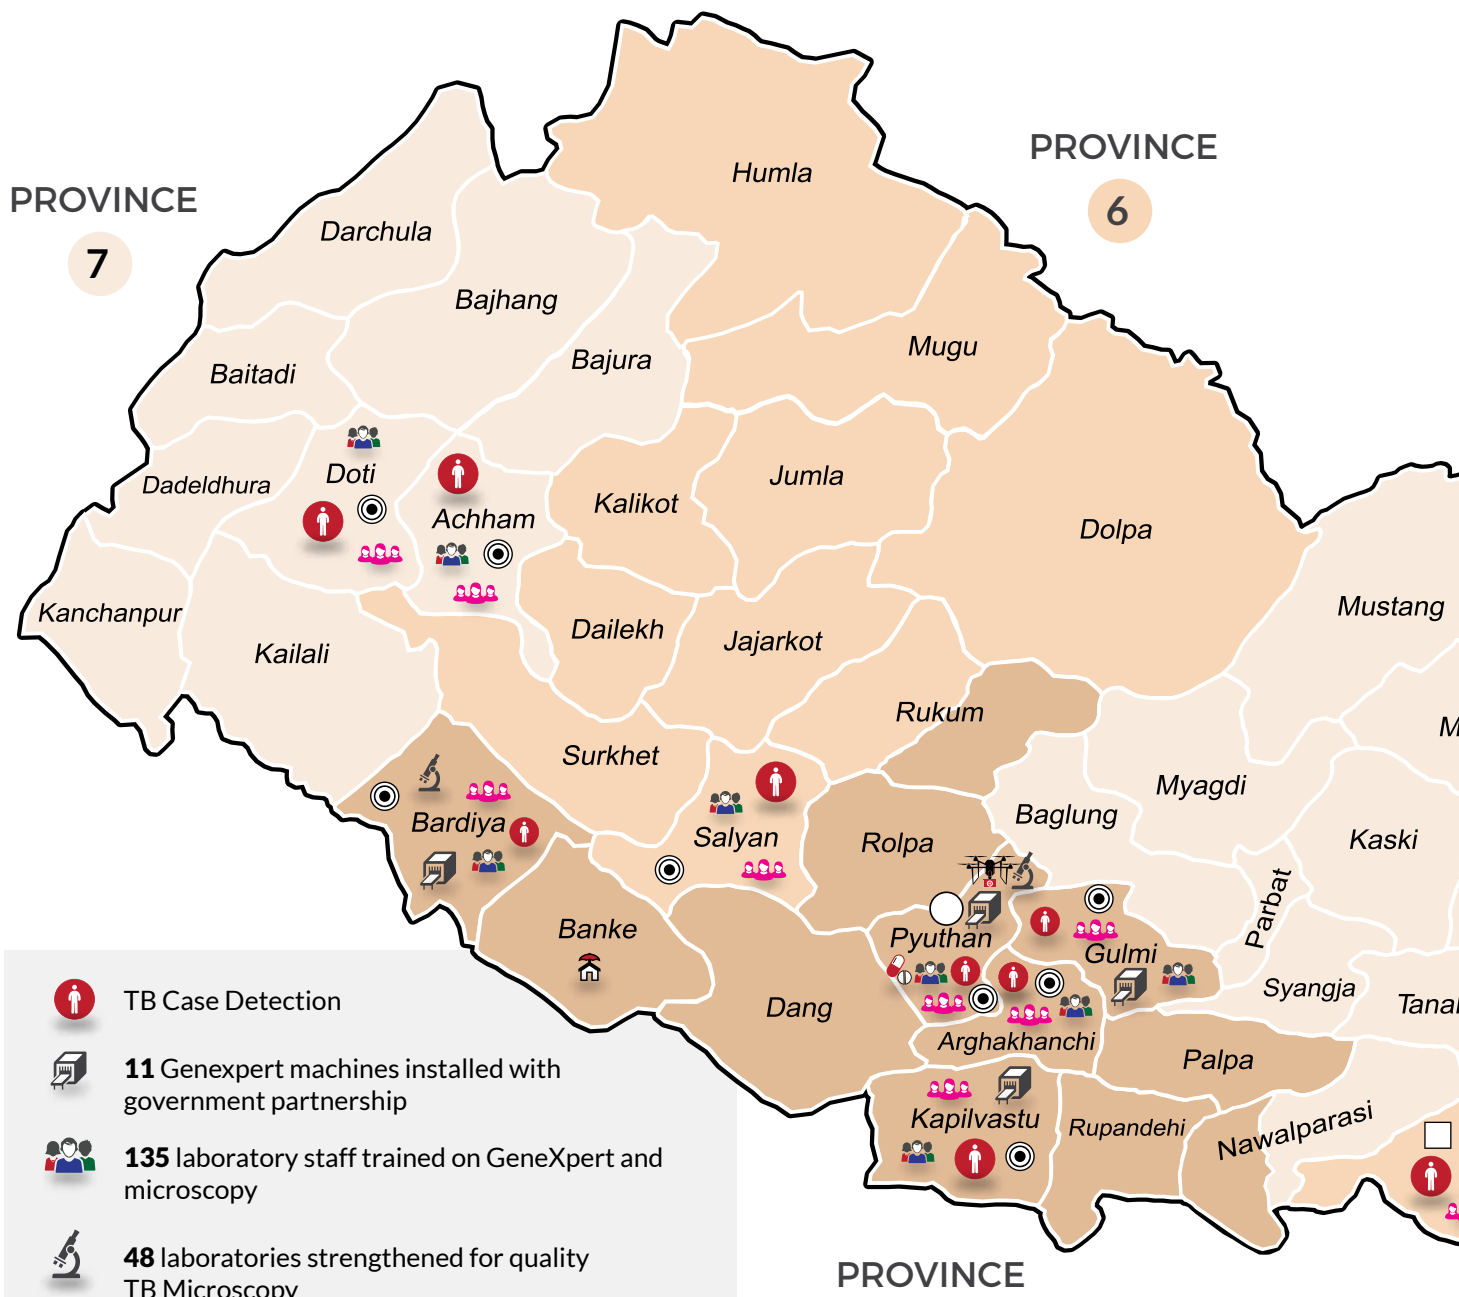 PROVINCE
6
PROVINCE
7
Humla
Darchula
Bajhang
Mugu
Bajura
Baitadi
Doti
Jumla
Dadeldhura
Kalikot
Achham
Dolpa
Kanchanpur
Mustang
Dailekh
Jajarkot
Kailali
Rukum
M
Surkhet
Myagdi
Baglung
Bardiya
Salyan
Rolpa
Kaski
Parbat
Banke
Pyuthan
Gulmi
Syangja
Dang
Tanal
Arghakhanchi
Palpa
Kapilvastu
Rupandehi
Nawalparasi
TB Case Detection
11 Genexpert machines installed with
government partnership
135 laboratory staff trained on GeneXpert and
microscopy
48 laboratories strengthened for quality
TB Microscopy
PROVINCE